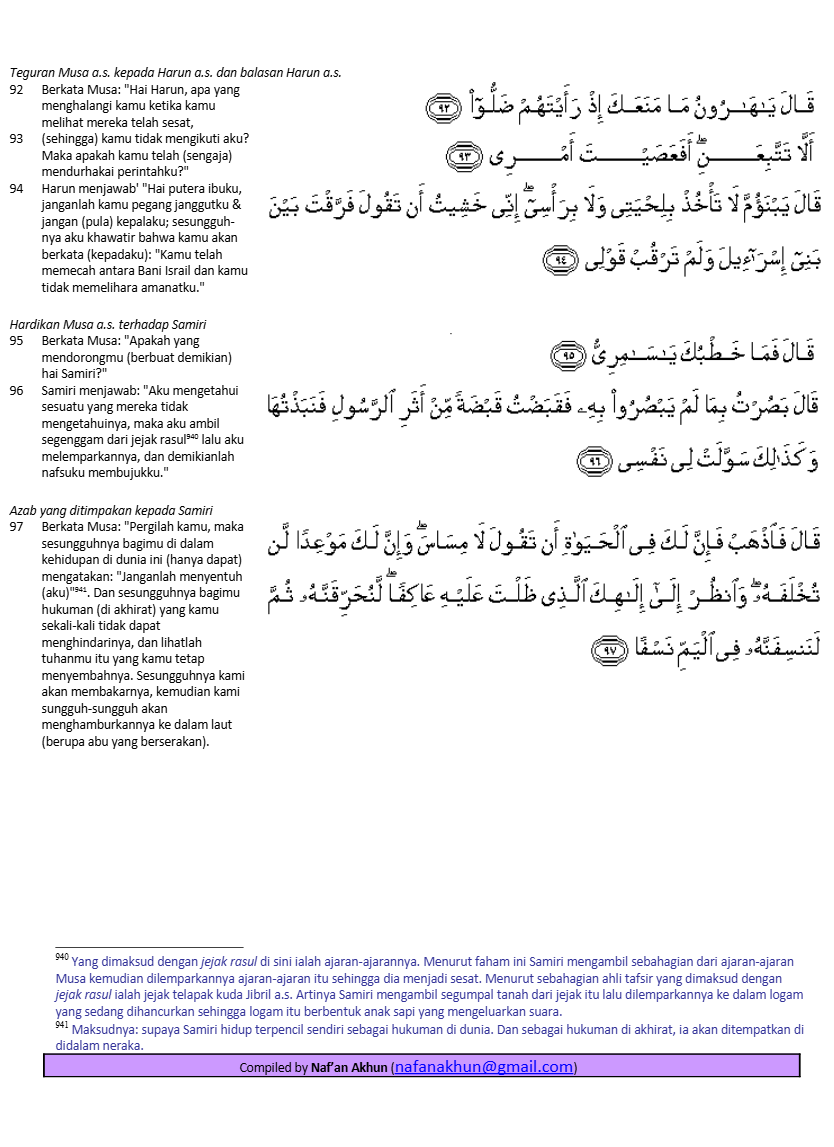 Teguran Musa a.s. kepada Harun a.s. dan balasan Harun a.s.
92 Berkata Musa: "Hai Harun, apa yang
menghalangi kamu ketika kamu
melihat mereka telah sesat,
93 (sehingga) kamu tidak mengikuti aku?
Maka apakah kamu telah (sengaja)
mendurhakai perintahku?"
94 Harun menjawab' "Hai putera ibuku,
janganlah kamu pegang janggutku &
jangan (pula) kepalaku; sesungguh-
nya aku khawatir bahwa kamu akan
berkata (kepadaku): "Kamu telah
memecah antara Bani Israil dan kamu
tidak memelihara amanatku."
قَالَ يَـٰهَـٰرُونُ مَا مَنَعَكَ إِذْ رَأَيْتَهُمْ ضَلُّوٓا۟ ﴿٩٢﴾
أَلَّا تَتَّبِعَنِ ۖ أَفَعَصَيْتَ أَمْرِى ﴿٩٣﴾
قَالَ يَبْنَؤُمَّ لَا تَأْخُذْ بِلِحْيَتِى وَلَا بِرَأْسِىٓ ۖ إِنِّى خَشِيتُ أَن تَقُولَ فَرَّقْتَ بَيْنَ
بَنِىٓ إِسْرَٰٓءِيلَ وَلَمْ تَرْقُبْ قَوْلِى ﴿٩٤﴾
Hardikan Musa a.s. terhadap Samiri
95 Berkata Musa: "Apakah yang
mendorongmu (berbuat demikian)
hai Samiri?"
96 Samiri menjawab: "Aku mengetahui
sesuatu yang mereka tidak
mengetahuinya, maka aku ambil
segenggam dari jejak rasul⁹⁴⁰ lalu aku
melemparkannya, dan demikianlah
nafsuku membujukku."
قَالَ فَمَا خَطْبُكَ يَـٰسَـٰمِرِىُّ ﴿٩٥﴾
قَالَ بَصُرْتُ بِمَا لَمْ يَبْصُرُوا۟ بِهِۦ فَقَبَضْتُ قَبْضَةً مِّنْ أَثَرِ ٱلرَّسُولِ فَنَبَذْتُهَا
وَكَذَٰلِكَ سَوَّلَتْ لِى نَفْسِى ﴿٩٦﴾
Azab yang ditimpakan kepada Samiri
97 Berkata Musa: "Pergilah kamu, maka
sesungguhnya bagimu di dalam
kehidupan di dunia ini (hanya dapat)
mengatakan: "Janganlah menyentuh
(aku)"⁹⁴¹. Dan sesungguhnya bagimu
hukuman (di akhirat) yang kamu
sekali-kali tidak dapat
menghindarinya, dan lihatlah
tuhanmu itu yang kamu tetap
menyembahnya. Sesungguhnya kami
akan membakarnya, kemudian kami
sungguh-sungguh akan
menghamburkannya ke dalam laut
(berupa abu yang berserakan).
قَالَ فَٱذْهَبْ فَإِنَّ لَكَ فِى ٱلْحَيَوٰةِ أَن تَقُولَ لَا مِسَاسَ ۖ وَإِنَّ لَكَ مَوْعِدًا لَّن
تُخْلَفَهُۥ ۖ وَٱنظُرْ إِلَىٰٓ إِلَـٰهِكَ ٱلَّذِى ظَلْتَ عَلَيْهِ عَاكِفًا ۖ لَّنُحَرِّقَنَّهُۥ ثُمَّ
لَنَنسِفَنَّهُۥ فِى ٱلْيَمِّ نَسْفًا ﴿٩٧﴾
⁹⁴⁰ Yang dimaksud dengan jejak rasul di sini ialah ajaran-ajarannya. Menurut faham ini Samiri mengambil sebahagian dari ajaran-ajaran
Musa kemudian dilemparkannya ajaran-ajaran itu sehingga dia menjadi sesat. Menurut sebahagian ahli tafsir yang dimaksud dengan
jejak rasul ialah jejak telapak kuda Jibril a.s. Artinya Samiri mengambil segumpal tanah dari jejak itu lalu dilemparkannya ke dalam logam
yang sedang dihancurkan sehingga logam itu berbentuk anak sapi yang mengeluarkan suara.
⁹⁴¹ Maksudnya: supaya Samiri hidup terpencil sendiri sebagai hukuman di dunia. Dan sebagai hukuman di akhirat, ia akan ditempatkan di
didalam neraka.
Compiled by Naf'an Akhun (nafanakhun@gmail.com)